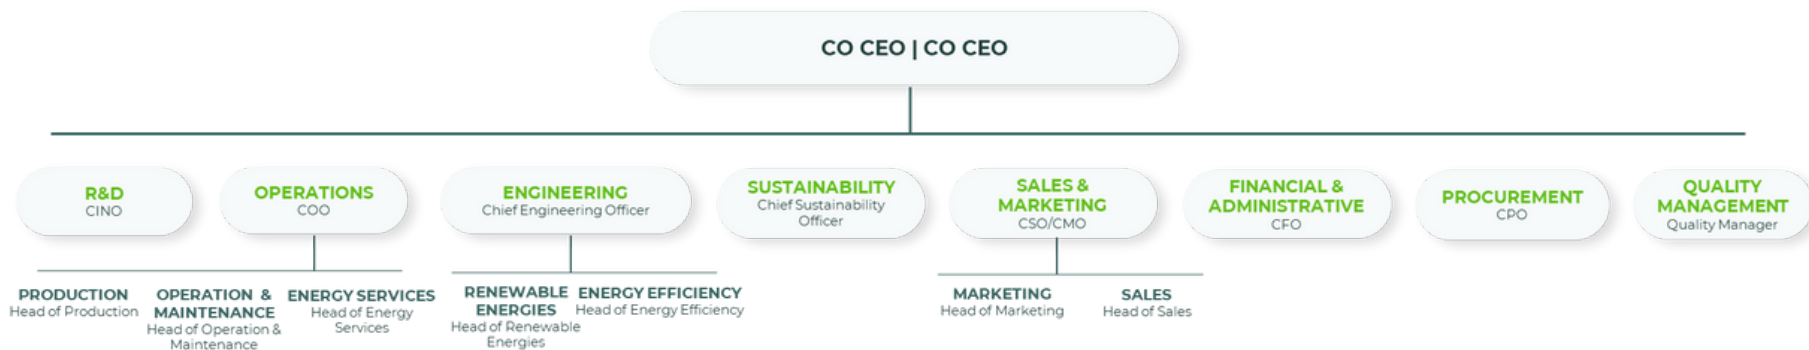 CO CEO | CO CEO
R&D
CINO
OPERATIONS
COO
ENGINEERING
Chief Engineering Officer
SUSTAINABILITY
Chief Sustainability
Officer
SALES &
MARKETING
CSO/CMO
FINANCIAL &
ADMINISTRATIVE
CFO
PROCUREMENT
CPO
QUALITY
MANAGEMENT
Quality Manager
PRODUCTION
Head of Production
OPERATION &
MAINTENANCE
Head of Operation &
Maintenance
ENERGY SERVICES
Head of Energy
Services
RENEWABLE
ENERGIES
Head of Renewable
Energies
ENERGY EFFICIENCY
Head of Energy Efficiency
MARKETING
Head of Marketing
SALES
Head of Sales